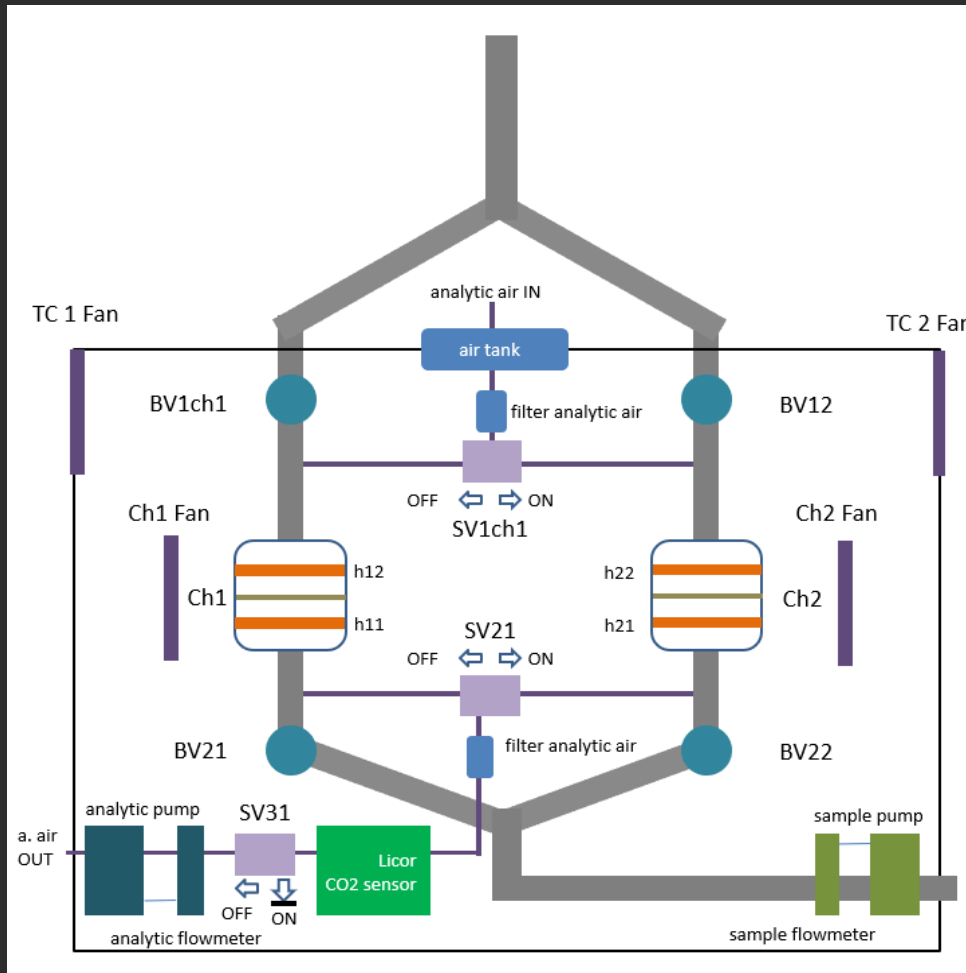 analytic air IN
TC 1 Fan
TC 2 Fan
air tank
BV1ch1
filter analytic air
BV12
OFF
ON
SV1ch1
Ch1 Fan
Ch2 Fan
h12
h22
Ch1
Ch2
h11
h21
SV21
OFF
ON
BV21
filter analytic air
BV22
analytic pump
SV31
sample pump
a. air
OUT
Licor
CO2 sensor
OFF
ON
analytic flowmeter
sample flowmeter